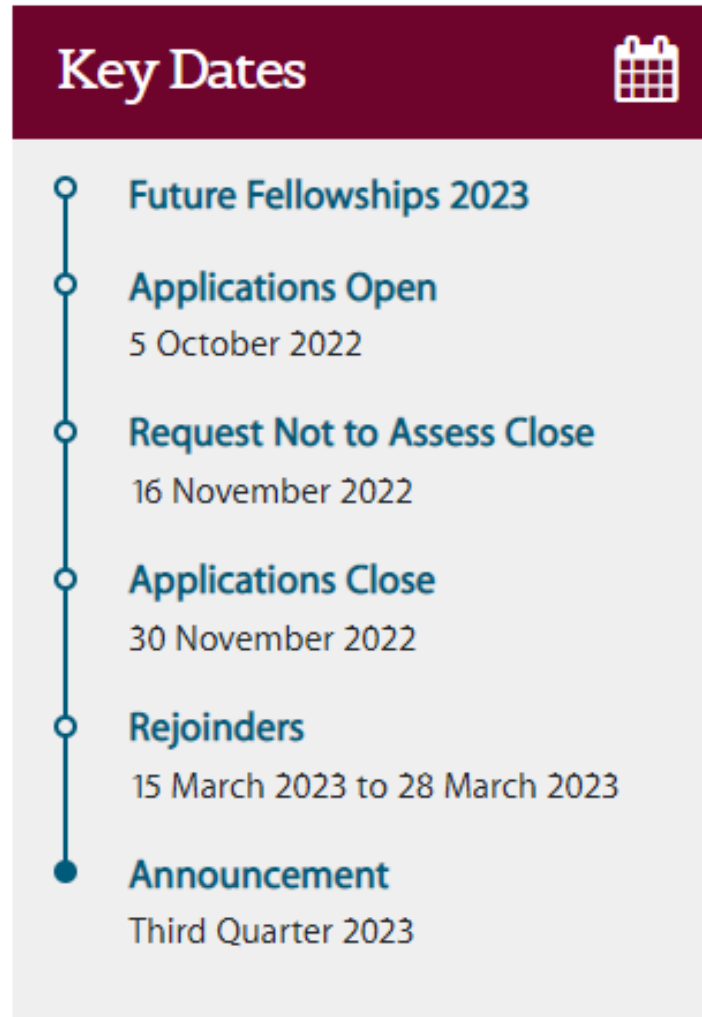 Key Dates
Future Fellowships 2023
Applications Open
5 October 2022
Request Not to Assess Close
16 November 2022
Applications Close
30 November 2022
Rejoinders
15 March 2023 to 28 March 2023
Announcement
Third Quarter 2023